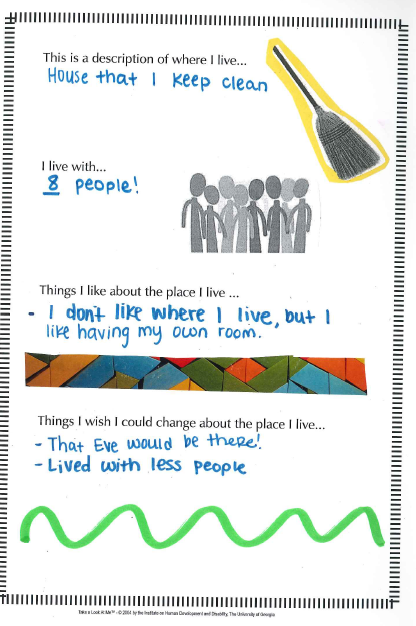 This is a description of where I live...
House that I keep clean
I live with...
8 people!
Things I like about the place I live ...
- I don't like where I live, but I
like having my own room.
Things I wish I could change about the place I live...
- That Eve would be there!
- Lived with less people
Take a Look At Me™ - © 2001 by the Institute on Human Development and Disability, The University of Georgia